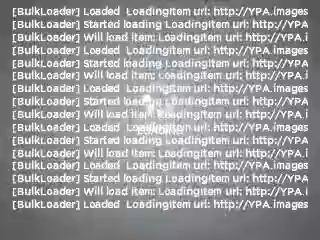 [BulkLoader] Loaded LoadingItem url: http://YPA.images
[BulkLoader] Started loading LoadingItem url: http://YPA
[BulkLoader] Will load item: LoadingItem url: http://YPA.i
[BulkLoader] Loaded LoadingItem url: http://YPA.images
[BulkLoader] Started loading LoadingItem url: http://YPA
[BulkLoader] Will load item: LoadingItem url: http://YPA.i
[BulkLoader] Loaded LoadingItem url: http://YPA.images
[BulkLoader] Started loading LoadingItem url: http://YPA
[BulkLoader] Will load item: LoadingItem url: http://YPA.i
[BulkLoader] Loaded LoadingItem url: http://YPA.images
[BulkLoader] Started loading LoadingItem url: http://YPA
[BulkLoader] Will load item: LoadingItem url: http://YPA.i
[BulkLoader] Loaded LoadingItem url: http://YPA.images
[BulkLoader] Started loading LoadingItem url: http://YPA
[BulkLoader] Will load item: LoadingItem url: http://YPA.i
[BulkLoader] Loaded LoadingItem url: http://YPA.images